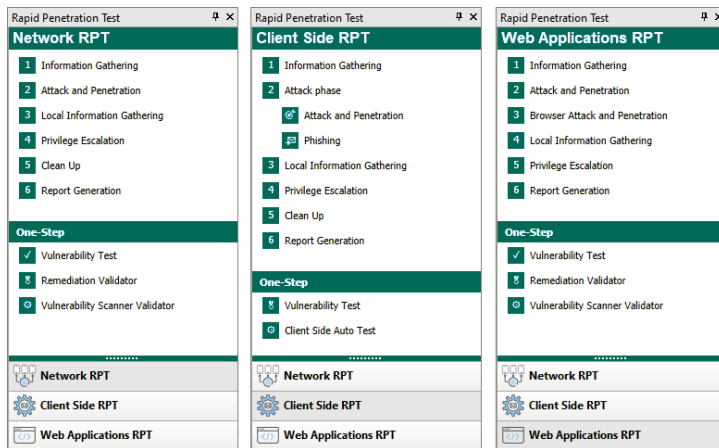 Rapid Penetration Test
Network RPT
1 Information Gathering
2 Attack and Penetration
3 Local Information Gathering
4 Privilege Escalation
5 Clean Up
6 Report Generation
One-Step
Vulnerability Test
Remediation Validator
Vulnerability Scanner Validator
Network RPT
Client Side RPT
Web Applications RPT
Rapid Penetration Test
Client Side RPT
1 Information Gathering
2 Attack phase
Attack and Penetration
Phishing
3 Local Information Gathering
4 Privilege Escalation
5 Clean Up
6 Report Generation
One-Step
Vulnerability Test
Client Side Auto Test
Network RPT
Client Side RPT
Web Applications RPT
Rapid Penetration Test
Web Applications RPT
1 Information Gathering
2 Attack and Penetration
3 Browser Attack and Penetration
4 Local Information Gathering
5 Privilege Escalation
6 Report Generation
One-Step
Vulnerability Test
Remediation Validator
Vulnerability Scanner Validator
Network RPT
Client Side RPT
Web Applications RPT